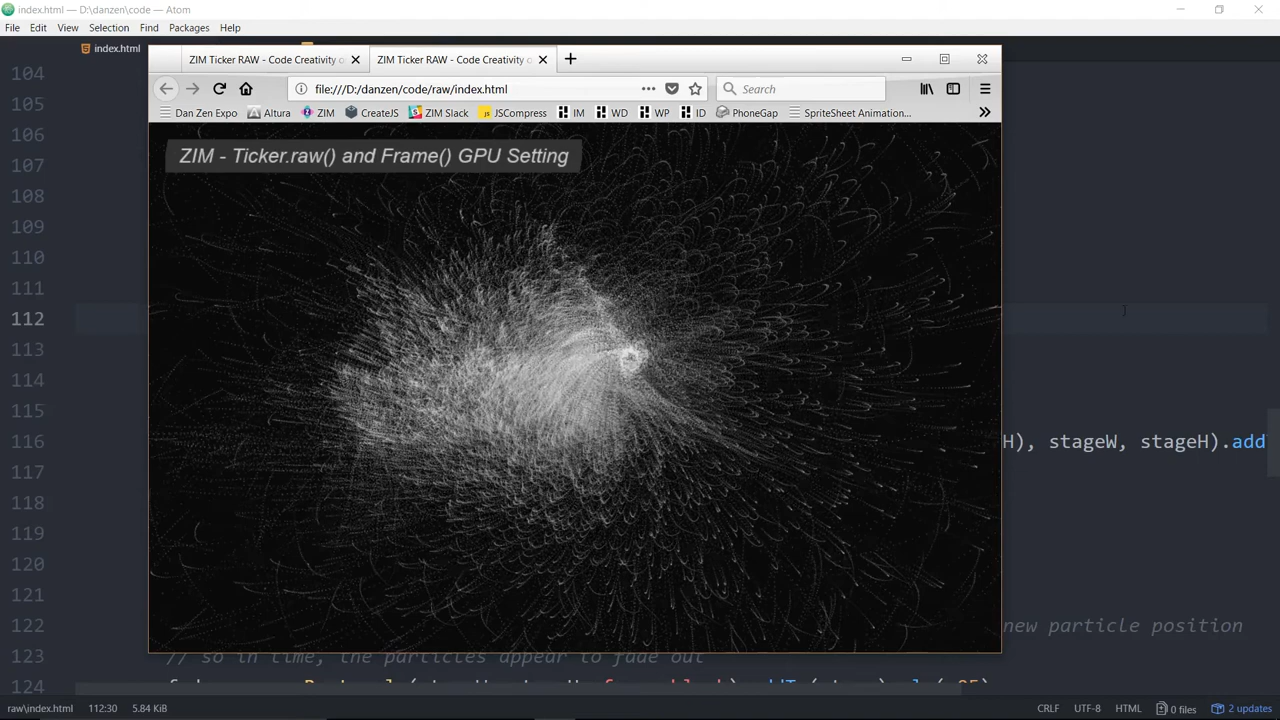 index.html — D:\danzen\code — Atom
File Edit View Selection Find Packages Help
index.html
ZIM Ticker RAW - Code Creativity o
ZIM Ticker RAW - Code Creativity o
file:///D:/danzen/code/raw/index.html
Search
Dan Zen Expo Altura ZIM CreateJS ZIM Slack JSCompress IM WD WP ID PhoneGap SpriteSheet Animation...
ZIM - Ticker.raw() and Frame() GPU Setting
104
105
106
107
108
109
110
111
112
113
114
115
116 H), stageW, stageH).add
117
118
119
120
121
122 new particle position
123 // so in time, the particles appear to fade out
124
raw\index.html 112:30 5.84 KiB CRLF UTF-8 HTML 0 files 2 updates